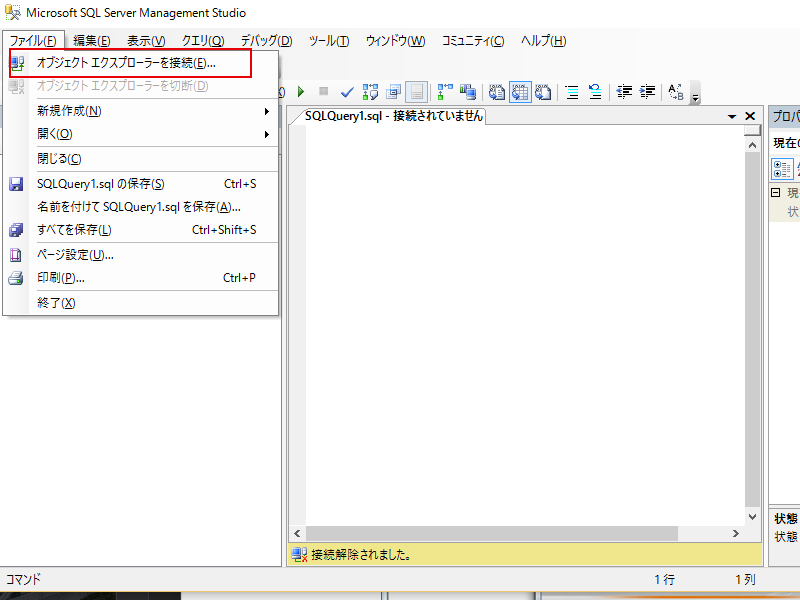 Microsoft SQL Server Management Studio
ファイル(F) 編集(E) 表示(V) クエリ(Q) デバッグ(D) ツール(T) ウィンドウ(W) コミュニティ(C) ヘルプ(H)
オブジェクト エクスプローラーを接続(E)...
オブジェクト エクスプローラーを切断(D)
新規作成(N)
開く(O)
閉じる(C)
SQLQuery1.sql の保存(S) Ctrl+S
名前を付けて SQLQuery1.sql を保存(A)...
すべてを保存(L) Ctrl+Shift+S
ページ設定(U)...
印刷(P)... Ctrl+P
終了(X)
SQLQuery1.sql - 接続されていません
接続解除されました。
プロパ
現在の
現
状
状態
状態
コマンド 1 行 1 列